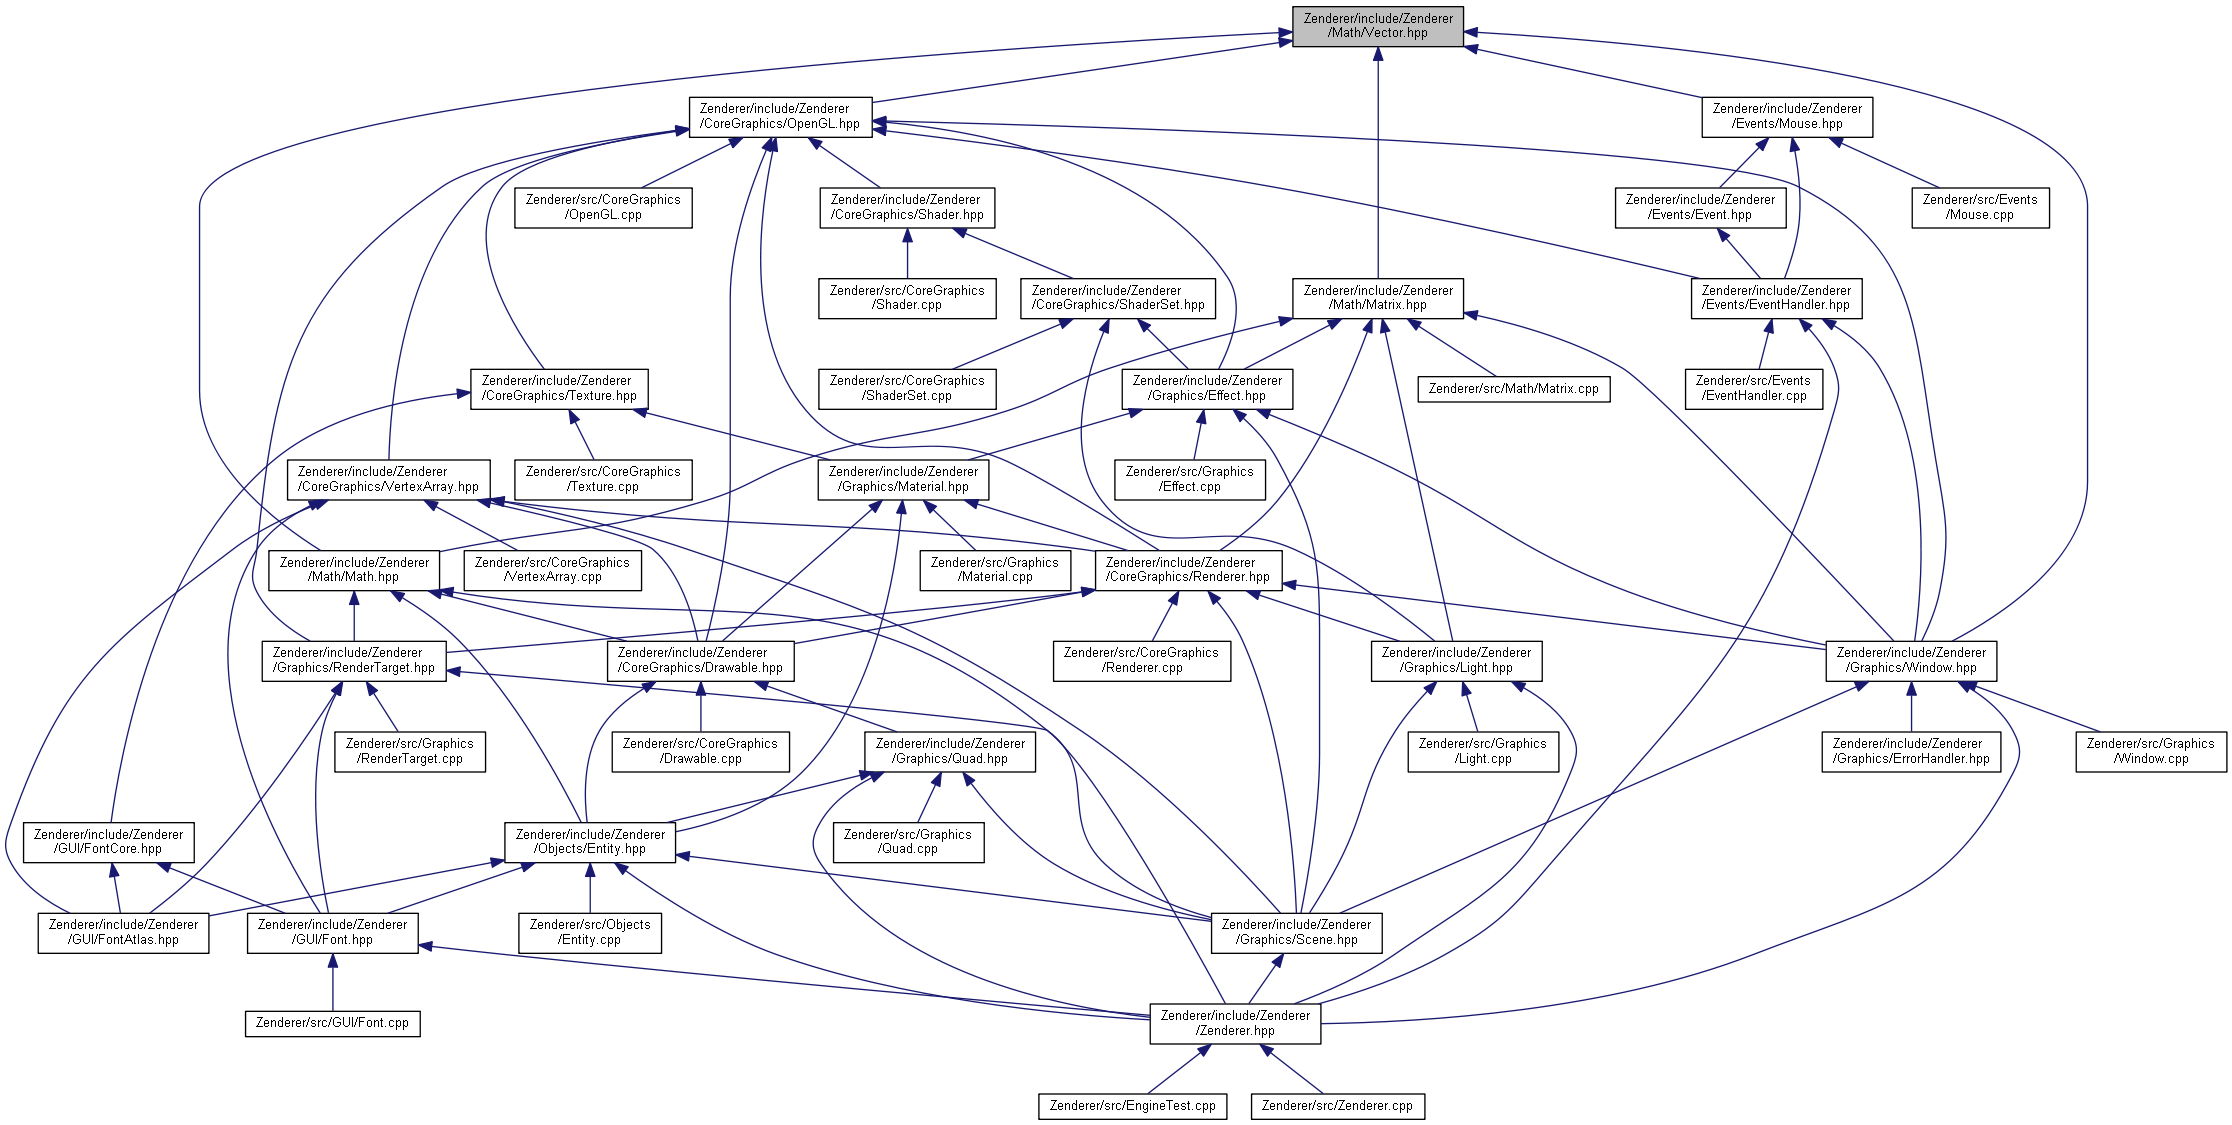 Zenderer/include/Zenderer
/Math/Vector.hpp
Zenderer/include/Zenderer
/CoreGraphics/OpenGL.hpp
Zenderer/include/Zenderer
/Events/Mouse.hpp
Zenderer/src/CoreGraphics
/OpenGL.cpp
Zenderer/include/Zenderer
/CoreGraphics/Shader.hpp
Zenderer/include/Zenderer
/Events/Event.hpp
Zenderer/src/Events
/Mouse.cpp
Zenderer/src/CoreGraphics
/Shader.cpp
Zenderer/include/Zenderer
/CoreGraphics/ShaderSet.hpp
Zenderer/include/Zenderer
/Math/Matrix.hpp
Zenderer/include/Zenderer
/Events/EventHandler.hpp
Zenderer/include/Zenderer
/CoreGraphics/Texture.hpp
Zenderer/src/CoreGraphics
/ShaderSet.cpp
Zenderer/include/Zenderer
/Graphics/Effect.hpp
Zenderer/src/Math/Matrix.cpp
Zenderer/src/Events
/EventHandler.cpp
Zenderer/include/Zenderer
/CoreGraphics/VertexArray.hpp
Zenderer/src/CoreGraphics
/Texture.cpp
Zenderer/include/Zenderer
/Graphics/Material.hpp
Zenderer/src/Graphics
/Effect.cpp
Zenderer/include/Zenderer
/Math/Math.hpp
Zenderer/src/CoreGraphics
/VertexArray.cpp
Zenderer/src/Graphics
/Material.cpp
Zenderer/include/Zenderer
/CoreGraphics/Renderer.hpp
Zenderer/include/Zenderer
/Graphics/RenderTarget.hpp
Zenderer/include/Zenderer
/CoreGraphics/Drawable.hpp
Zenderer/src/CoreGraphics
/Renderer.cpp
Zenderer/include/Zenderer
/Graphics/Light.hpp
Zenderer/include/Zenderer
/Graphics/Window.hpp
Zenderer/src/Graphics
/RenderTarget.cpp
Zenderer/src/CoreGraphics
/Drawable.cpp
Zenderer/include/Zenderer
/Graphics/Quad.hpp
Zenderer/src/Graphics
/Light.cpp
Zenderer/include/Zenderer
/Graphics/ErrorHandler.hpp
Zenderer/src/Graphics
/Window.cpp
Zenderer/include/Zenderer
/GUI/FontCore.hpp
Zenderer/include/Zenderer
/Objects/Entity.hpp
Zenderer/src/Graphics
/Quad.cpp
Zenderer/include/Zenderer
/GUI/FontAtlas.hpp
Zenderer/include/Zenderer
/GUI/Font.hpp
Zenderer/src/Objects
/Entity.cpp
Zenderer/include/Zenderer
/Graphics/Scene.hpp
Zenderer/src/GUI/Font.cpp
Zenderer/include/Zenderer
/Zenderer.hpp
Zenderer/src/EngineTest.cpp
Zenderer/src/Zenderer.cpp